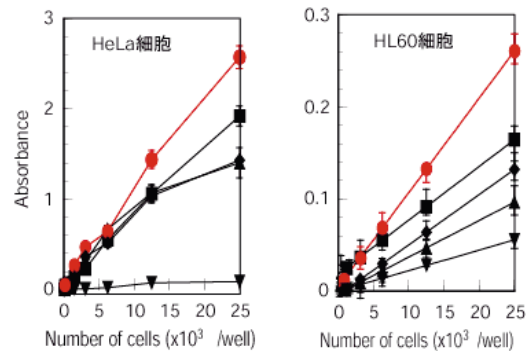 HeLa細胞
3
2
1
0
Absorbance
0 5 10 15 20 25
Number of cells (x10³ /well)
HL60細胞
0.3
0.2
0.1
0
0 5 10 15 20 25
Number of cells (x10³ /well)